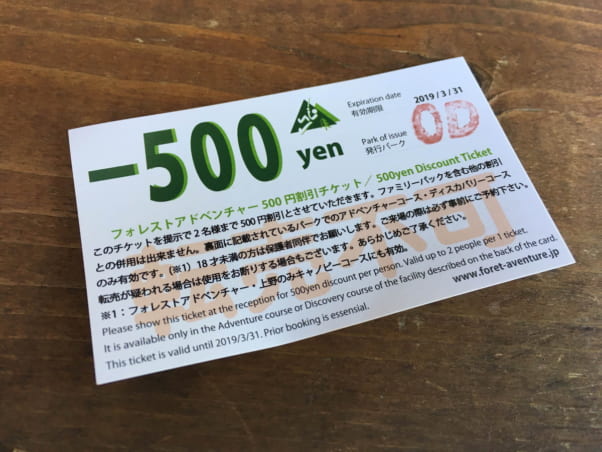 −500 yen
Expiration date
有効期限
2019 / 3 / 31
Park of issue
発行パーク
OD
フォレストアドベンチャー 500 円割引チケット／ 500yen Discount Ticket
このチケットを提示で 2 名様まで 500 円割引とさせていただきます。ファミリーパックを含む他の割引
との併用は出来ません。裏面に記載されているパークでのアドベンチャーコース・ディスカバリーコース
のみ有効です。（※1）18 才未満の方は保護者同伴でお願いします。ご来場の際は必ず事前にご予約下さい。
転売が疑われる場合は使用をお断りする場合もございます。あらかじめご了承ください。
※1：フォレストアドベンチャー・上野のみキャノピーコースにも有効。
Please show this ticket at the reception for 500yen discount per person. Valid up to 2 people per 1 ticket.
It is available only in the Adventure course or Discovery course of the facility described on the back of the card.
This ticket is valid until 2019/3/31. Prior booking is essensial.
www.foret-aventure.jp